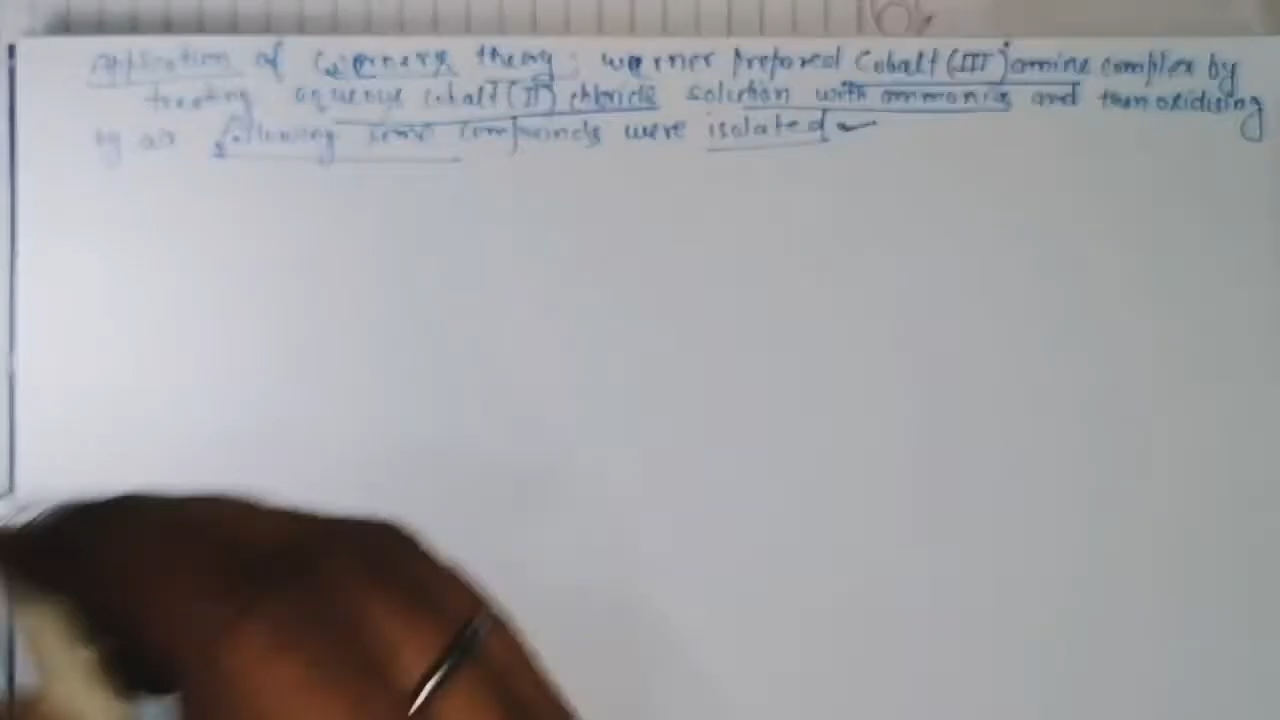 Application of Werners theory: werner prepared Cobalt (III) amine complex by
treating aqueous cobalt (II) chloride solution with ammonia and then oxidising
by air following some compounds were isolated